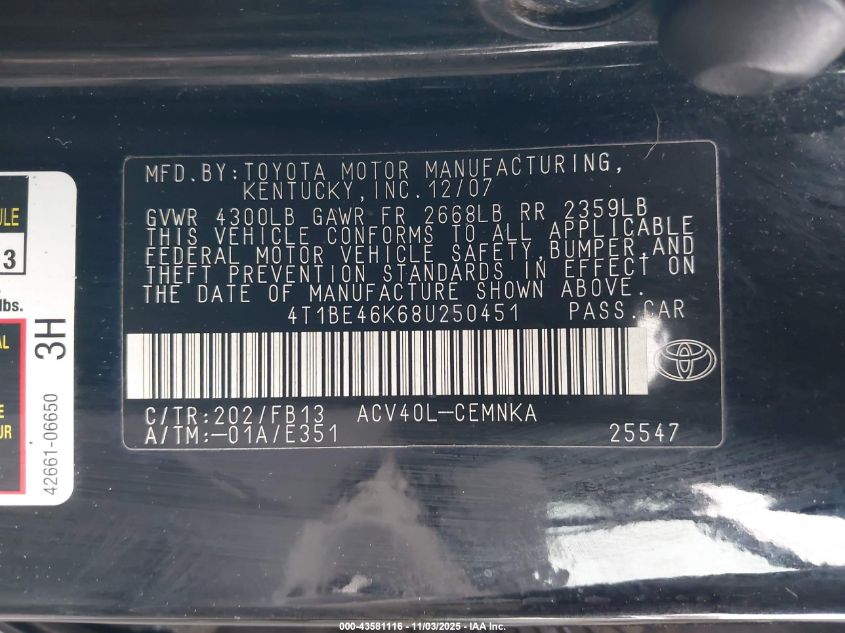 MFD. BY: TOYOTA MOTOR MANUFACTURING,
KENTUCKY, INC. 12/07
GVWR 4300LB GAWR FR 2668LB RR 2359LB
THIS VEHICLE CONFORMS TO ALL APPLICABLE
FEDERAL MOTOR VEHICLE SAFETY, BUMPER, AND
THEFT PREVENTION STANDARDS IN EFFECT ON
THE DATE OF MANUFACTURE SHOWN ABOVE.
4T1BE46K68U250451 PASS. CAR
C/TR: 202/FB13 ACV40L-CEMNKA
A/TM: -01A/E351 25547
ULE
3
lbs.
AL
E
UR
3H
42661-06650
000-43581116 - 11/03/2025 - IAA Inc.